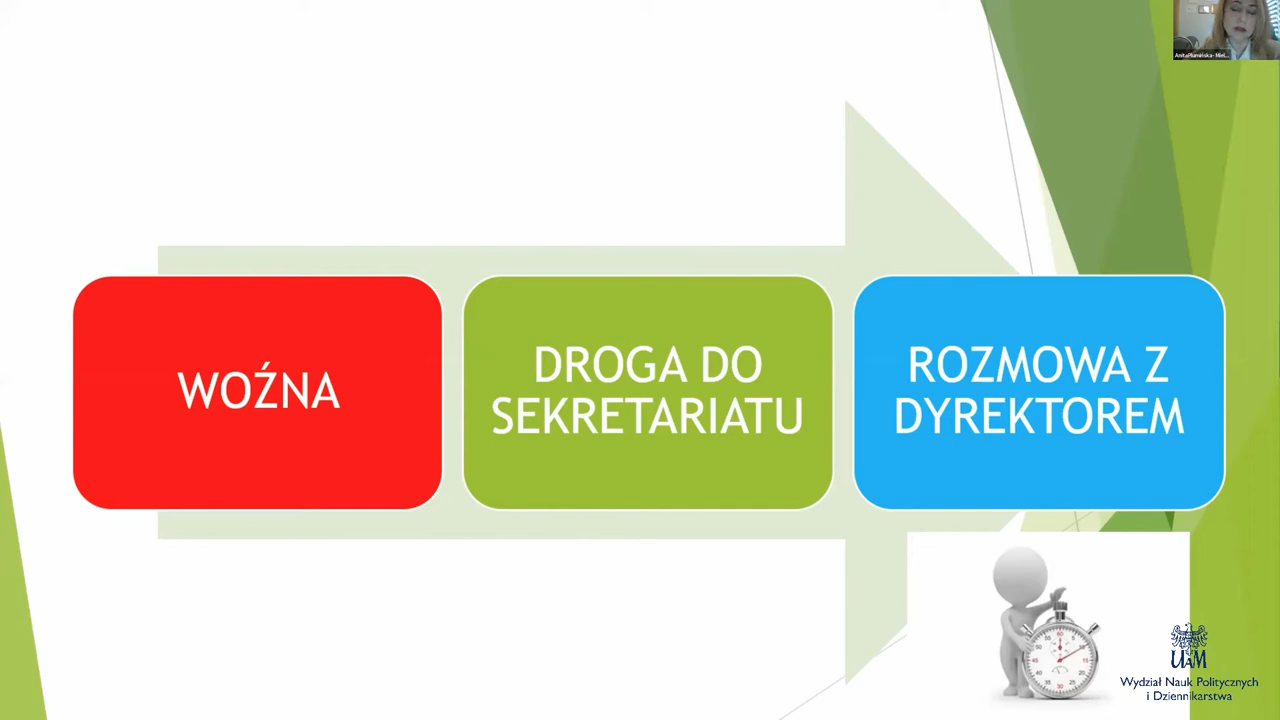 WOŹNA
DROGA DO
SEKRETARIATU
ROZMOWA Z
DYREKTOREM
UAM
Wydział Nauk Politycznych
i Dziennikarstwa